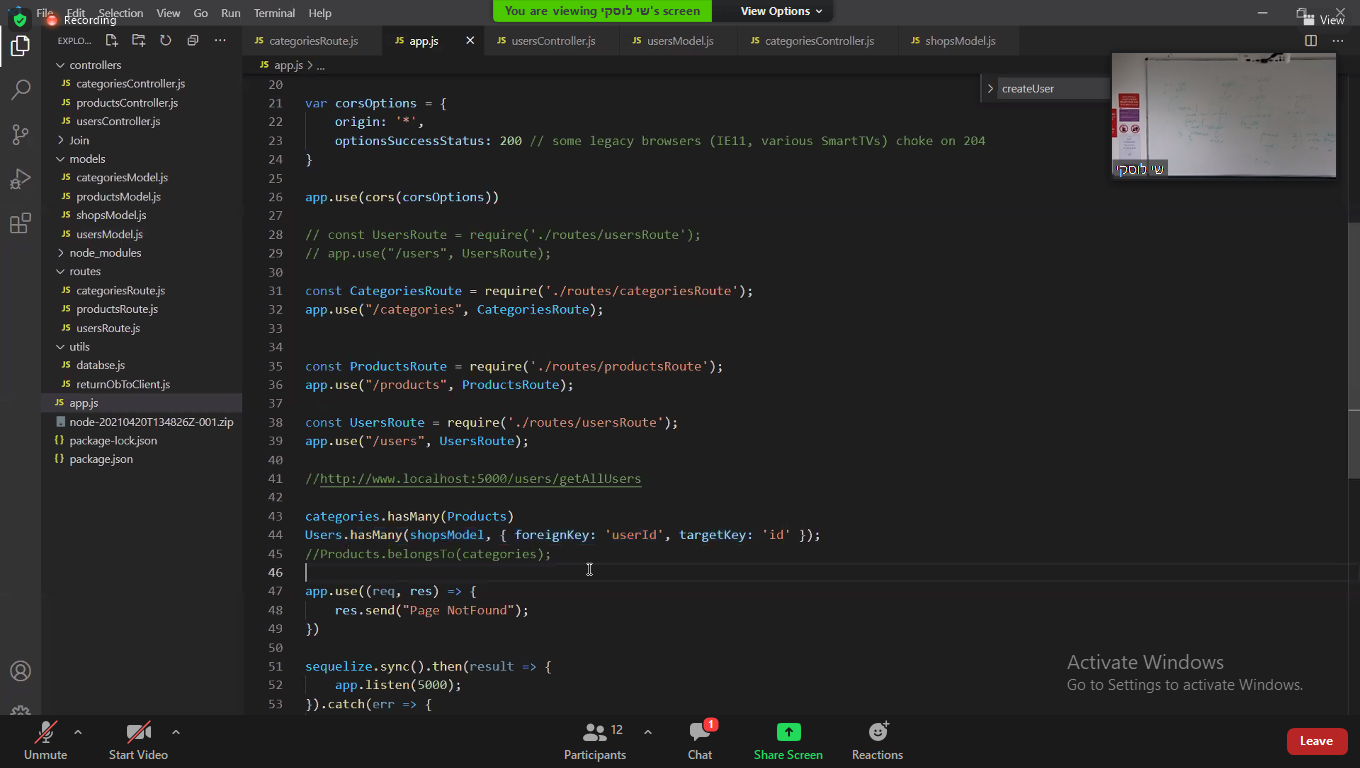 File Edit Selection View Go Run Terminal Help
Recording
You are viewing שי לוסקי's screen
View Options
View
EXPLO...
JS categoriesRoute.js
JS app.js
JS usersController.js
JS usersModel.js
JS categoriesController.js
JS shopsModel.js
JS app.js > ...
createUser
שי לוסקי
controllers
JS categoriesController.js
JS productsController.js
JS usersController.js
Join
models
JS categoriesModel.js
JS productsModel.js
JS shopsModel.js
JS usersModel.js
node_modules
routes
JS categoriesRoute.js
JS productsRoute.js
JS usersRoute.js
utils
JS databse.js
JS returnObToClient.js
JS app.js
node-20210420T134826Z-001.zip
{} package-lock.json
{} package.json
20
21 var corsOptions = {
22 origin: '*',
23 optionsSuccessStatus: 200 // some legacy browsers (IE11, various SmartTVs) choke on 204
24 }
25
26 app.use(cors(corsOptions))
27
28 // const UsersRoute = require('./routes/usersRoute');
29 // app.use("/users", UsersRoute);
30
31 const CategoriesRoute = require('./routes/categoriesRoute');
32 app.use("/categories", CategoriesRoute);
33
34
35 const ProductsRoute = require('./routes/productsRoute');
36 app.use("/products", ProductsRoute);
37
38 const UsersRoute = require('./routes/usersRoute');
39 app.use("/users", UsersRoute);
40
41 //http://www.localhost:5000/users/getAllUsers
42
43 categories.hasMany(Products)
44 Users.hasMany(shopsModel, { foreignKey: 'userId', targetKey: 'id' });
45 //Products.belongsTo(categories);
46
47 app.use((req, res) => {
48 res.send("Page NotFound");
49 })
50
51 sequelize.sync().then(result => {
52 app.listen(5000);
53 }).catch(err => {
Activate Windows
Go to Settings to activate Windows.
Unmute
Start Video
12
Participants
1
Chat
Share Screen
Reactions
Leave